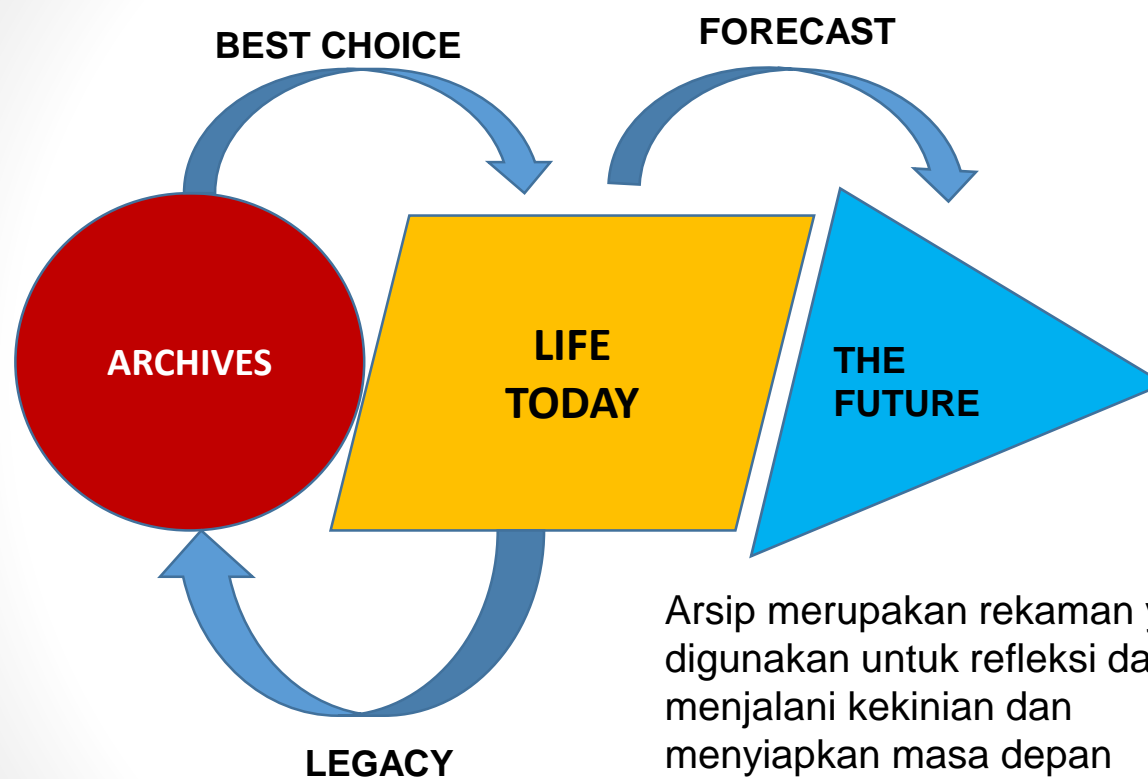 BEST CHOICE
FORECAST
ARCHIVES
LIFE
TODAY
THE
FUTURE
LEGACY
Arsip merupakan rekaman
digunakan untuk refleksi
menjalani kekinian dan
menyiapkan masa depan